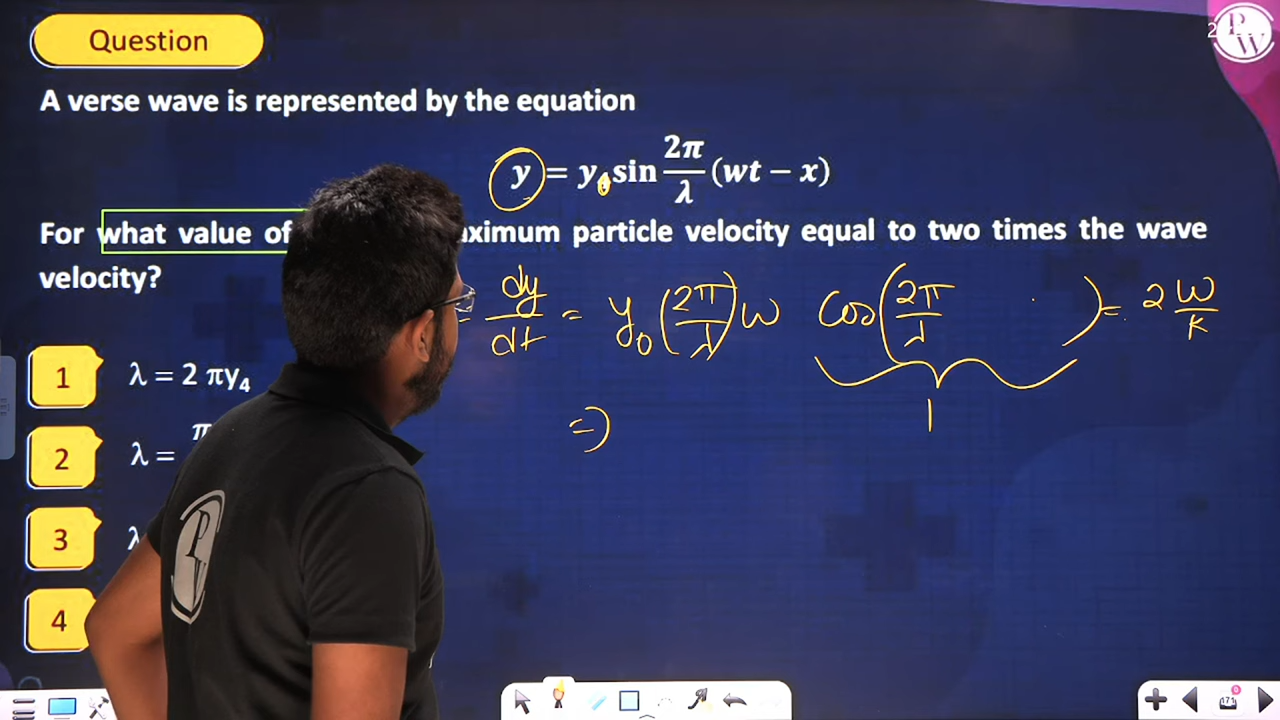 Question
A verse wave is represented by the equation
y = y₀ sin 2π/λ (wt − x)
For what value of aximum particle velocity equal to two times the wave
velocity?
= dy/dt = y₀ (2π/λ) w cos (2π/λ ) = 2 w/k
1
⇒
1 λ = 2 πy₄
2 λ = π
3 λ
4
PW
PW